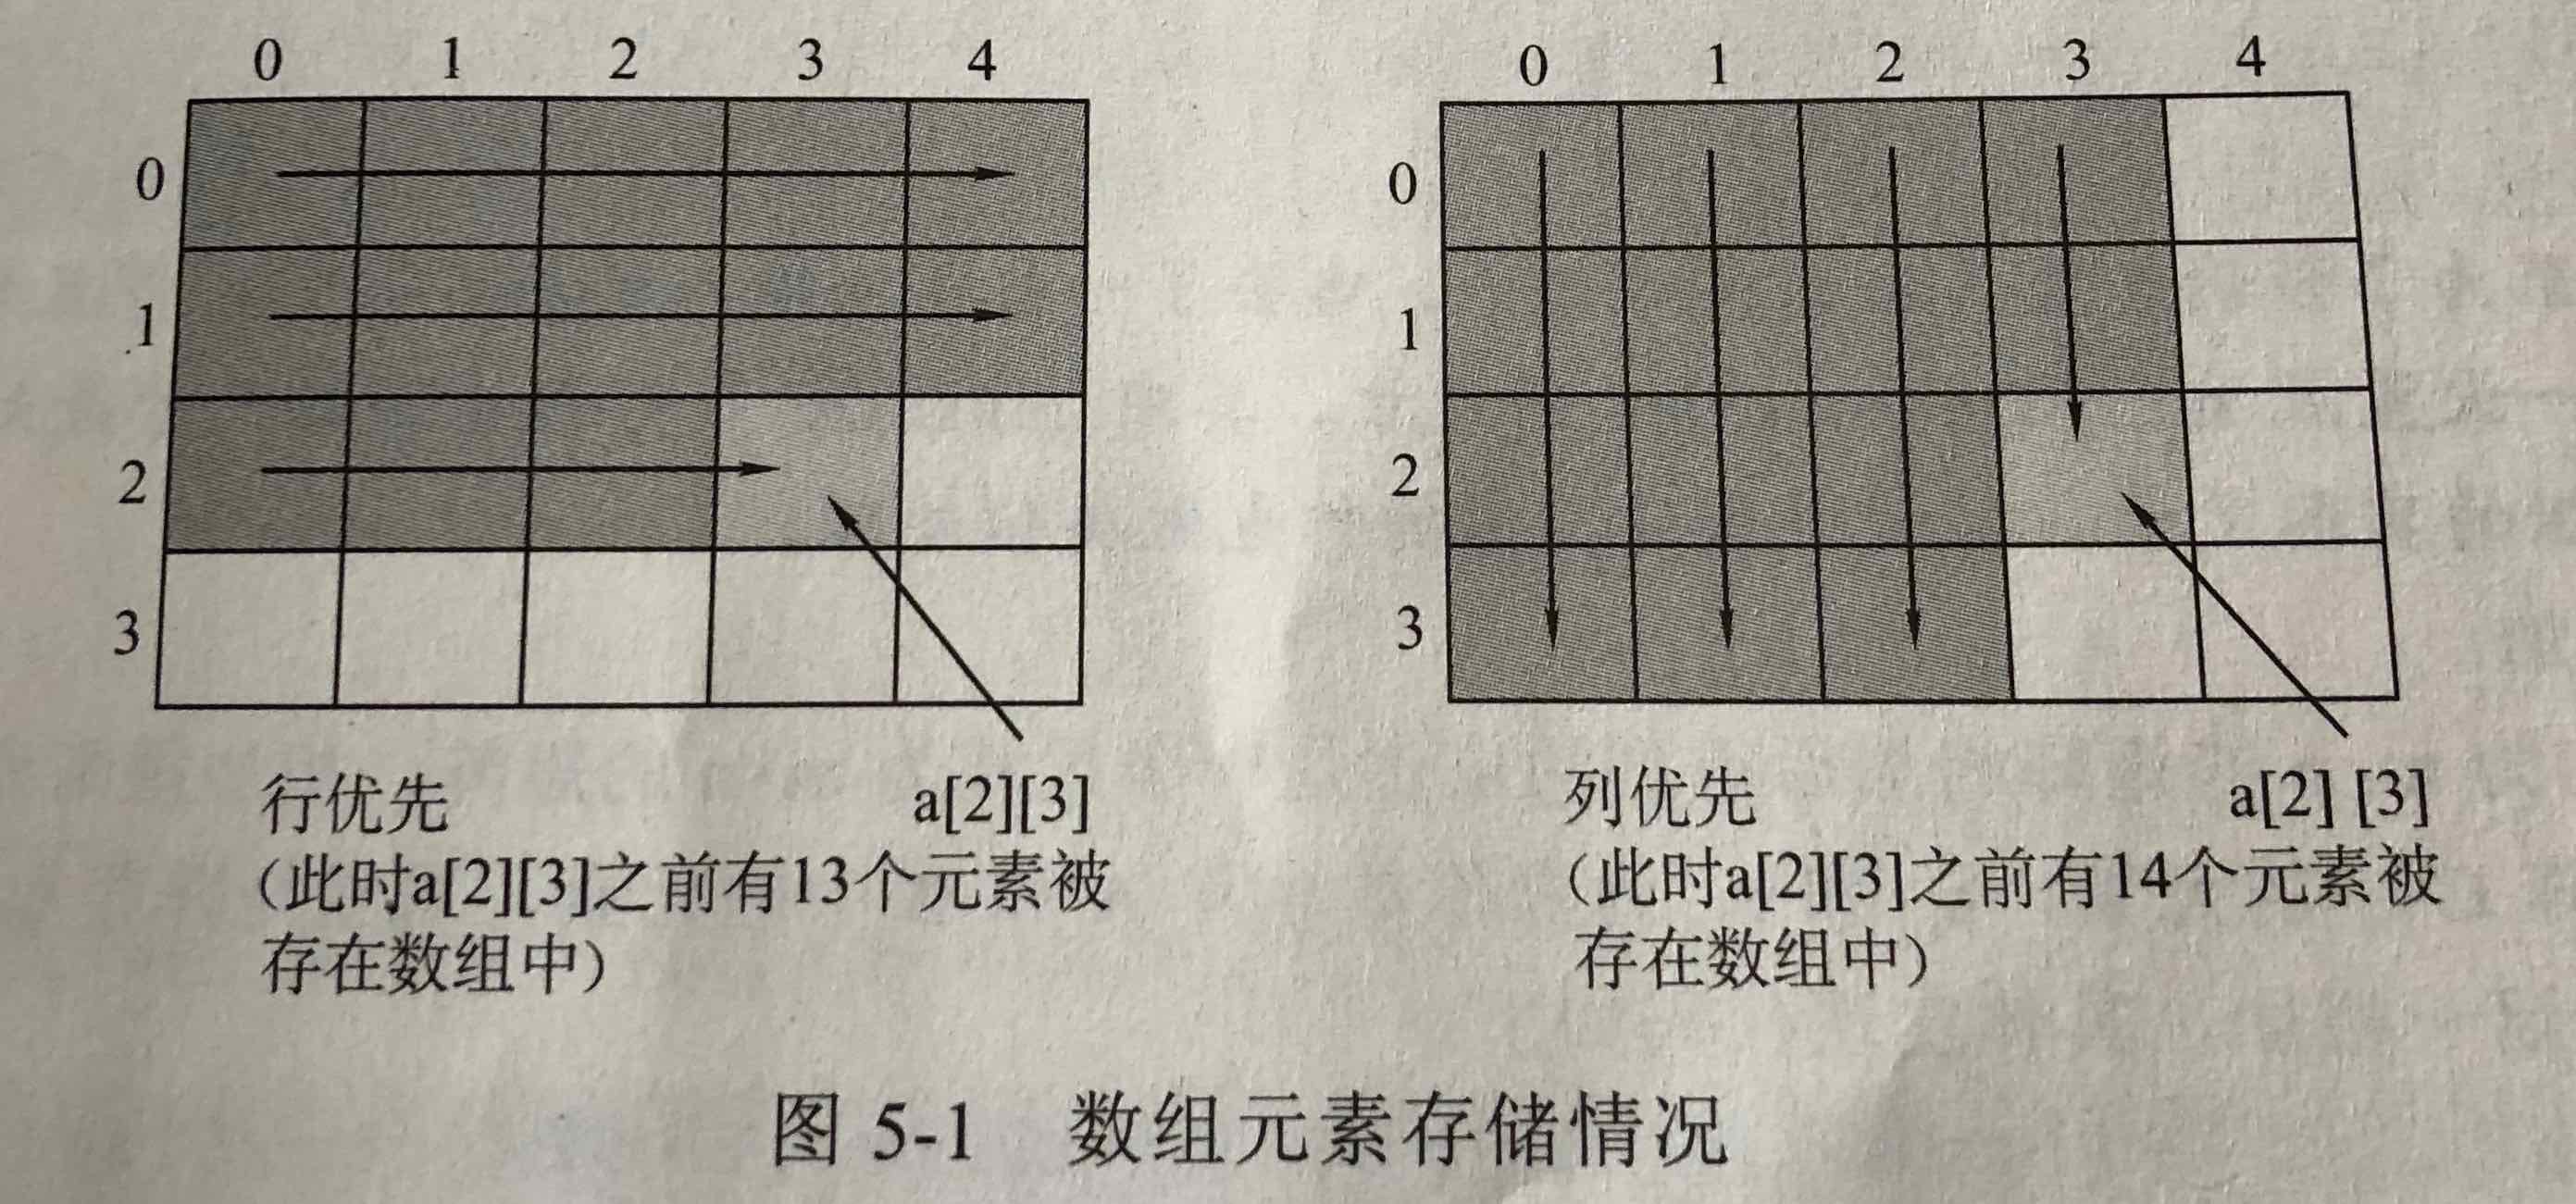 0 1 2 3 4
0
1
2
3
行优先 a[2][3]
（此时a[2][3]之前有13个元素被
存在数组中）
0 1 2 3 4
0
1
2
3
列优先 a[2] [3]
（此时a[2][3]之前有14个元素被
存在数组中）
图 5-1 数组元素存储情况